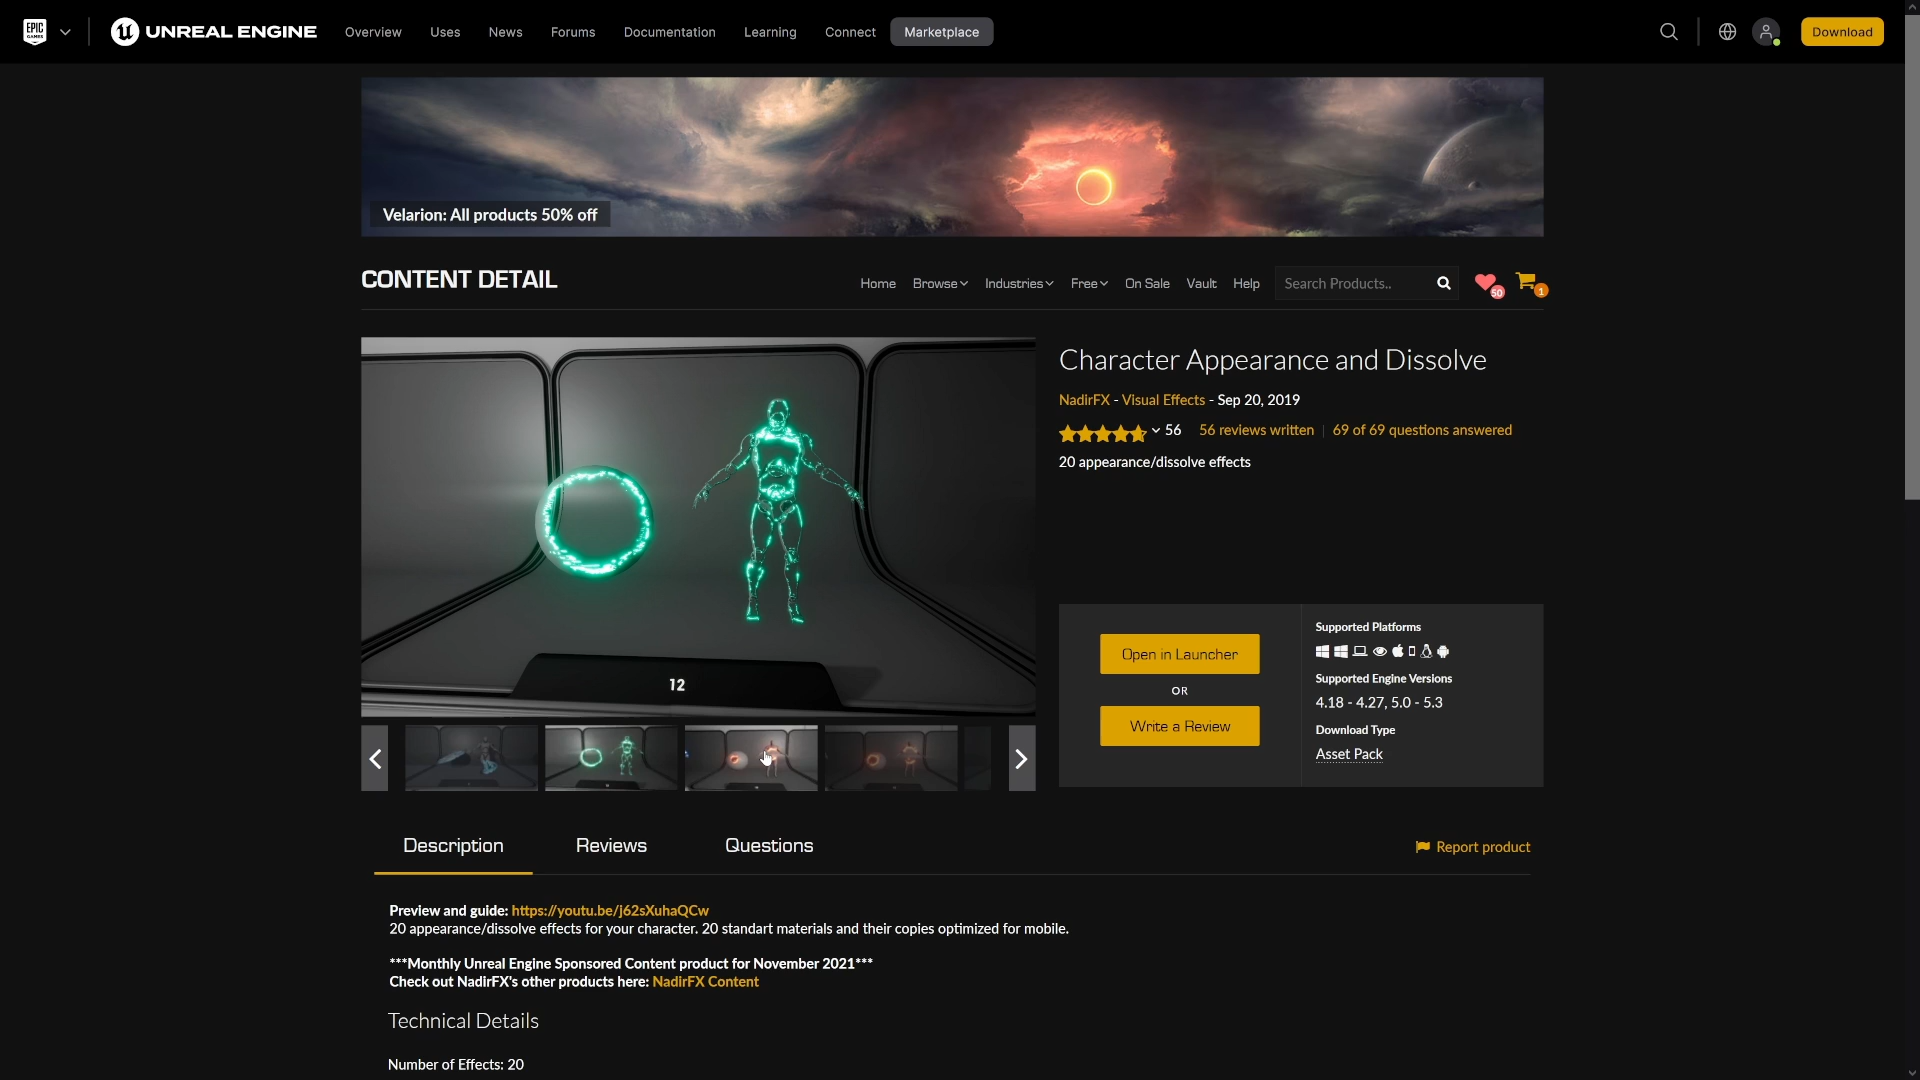 EPIC GAMES
UNREAL ENGINE
Overview
Uses
News
Forums
Documentation
Learning
Connect
Marketplace
Download
Velarion: All products 50% off
CONTENT DETAIL
Home
Browse
Industries
Free
On Sale
Vault
Help
Search Products..
50
1
Character Appearance and Dissolve
NadirFX - Visual Effects - Sep 20, 2019
56
56 reviews written
69 of 69 questions answered
20 appearance/dissolve effects
12
Open in Launcher
OR
Write a Review
Supported Platforms
Supported Engine Versions
4.18 - 4.27, 5.0 - 5.3
Download Type
Asset Pack
Description
Reviews
Questions
Report product
Preview and guide: https://youtu.be/j62sXuhaQCw
20 appearance/dissolve effects for your character. 20 standart materials and their copies optimized for mobile.
***Monthly Unreal Engine Sponsored Content product for November 2021***
Check out NadirFX's other products here: NadirFX Content
Technical Details
Number of Effects: 20